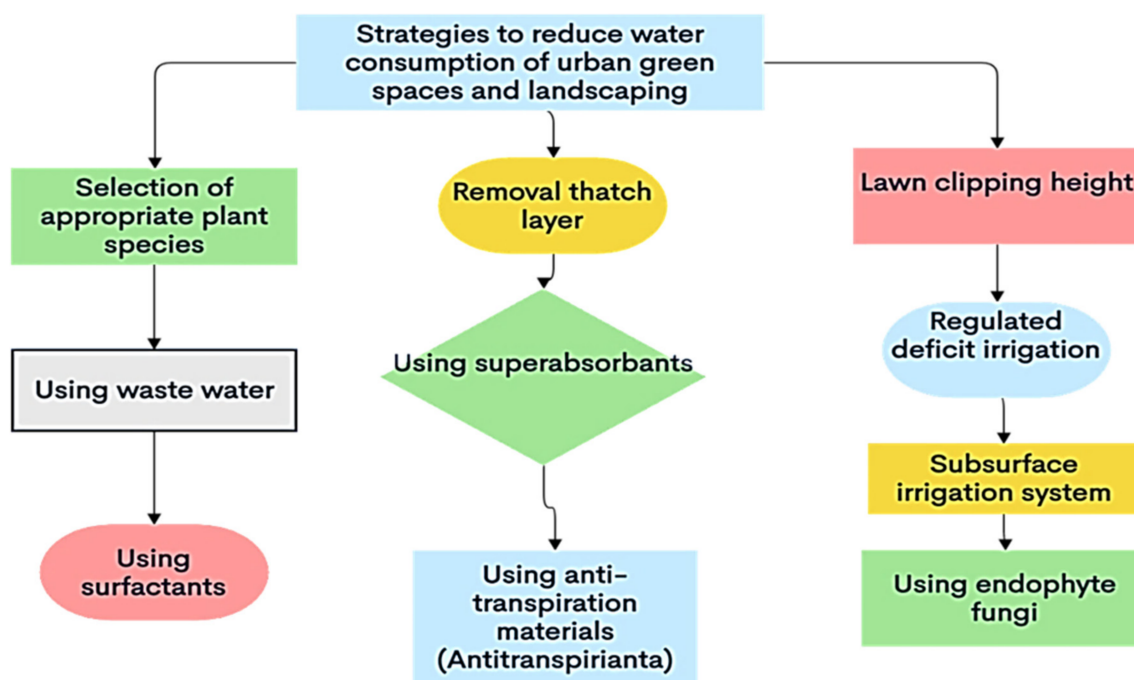 Strategies to reduce water
consumption of urban green
spaces and landscaping
Selection of
appropriate plant
species
Using waste water
Using
surfactants
Removal thatch
layer
Using superabsorbants
Using anti-
transpiration
materials
(Antitranspirianta)
Lawn clipping height
Regulated
deficit irrigation
Subsurface
irrigation system
Using endophyte
fungi